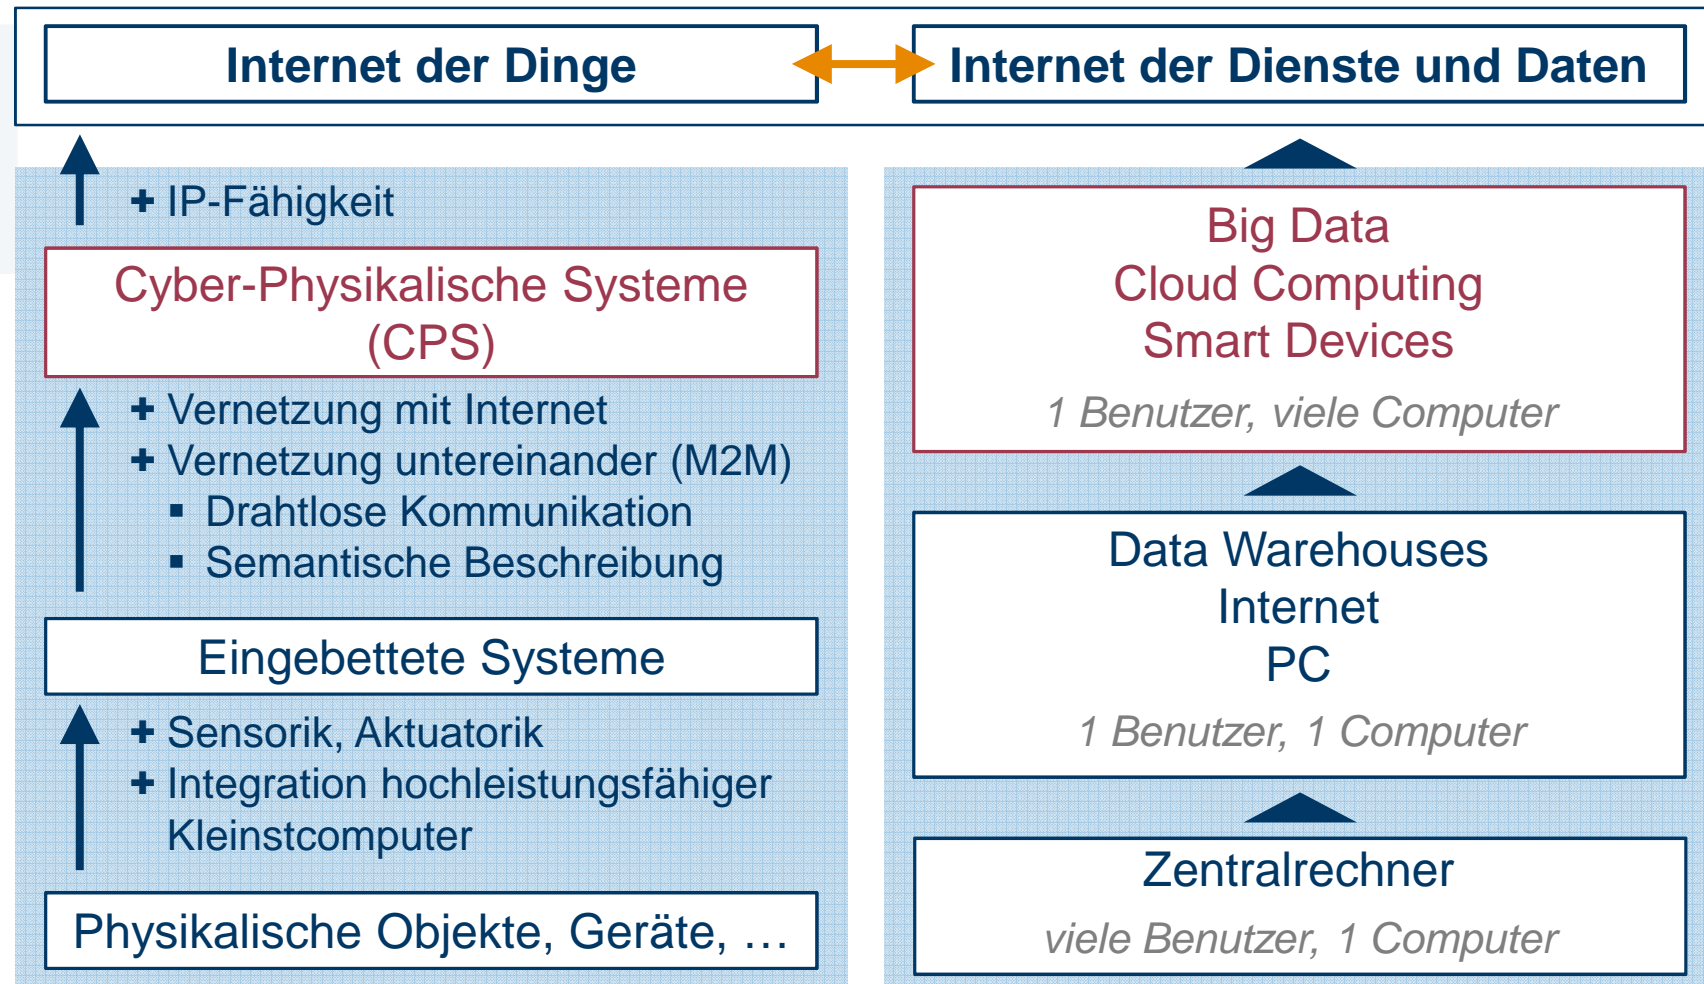 Internet der Dinge
Internet der Dienste und Daten
+ IP-Fähigkeit
Cyber-Physikalische Systeme
(CPS)
+ Vernetzung mit Internet
+ Vernetzung untereinander (M2M)
▪ Drahtlose Kommunikation
▪ Semantische Beschreibung
Eingebettete Systeme
+ Sensorik, Aktuatorik
+ Integration hochleistungsfähiger
Kleinstcomputer
Physikalische Objekte, Geräte, …
Big Data
Cloud Computing
Smart Devices
1 Benutzer, viele Computer
Data Warehouses
Internet
PC
1 Benutzer, 1 Computer
Zentralrechner
viele Benutzer, 1 Computer